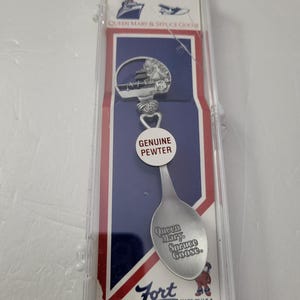 QUEEN MARY & SPRUCE GOOSE
GENUINE
PEWTER
Queen
Mary.
Spruce
Goose.
Fort